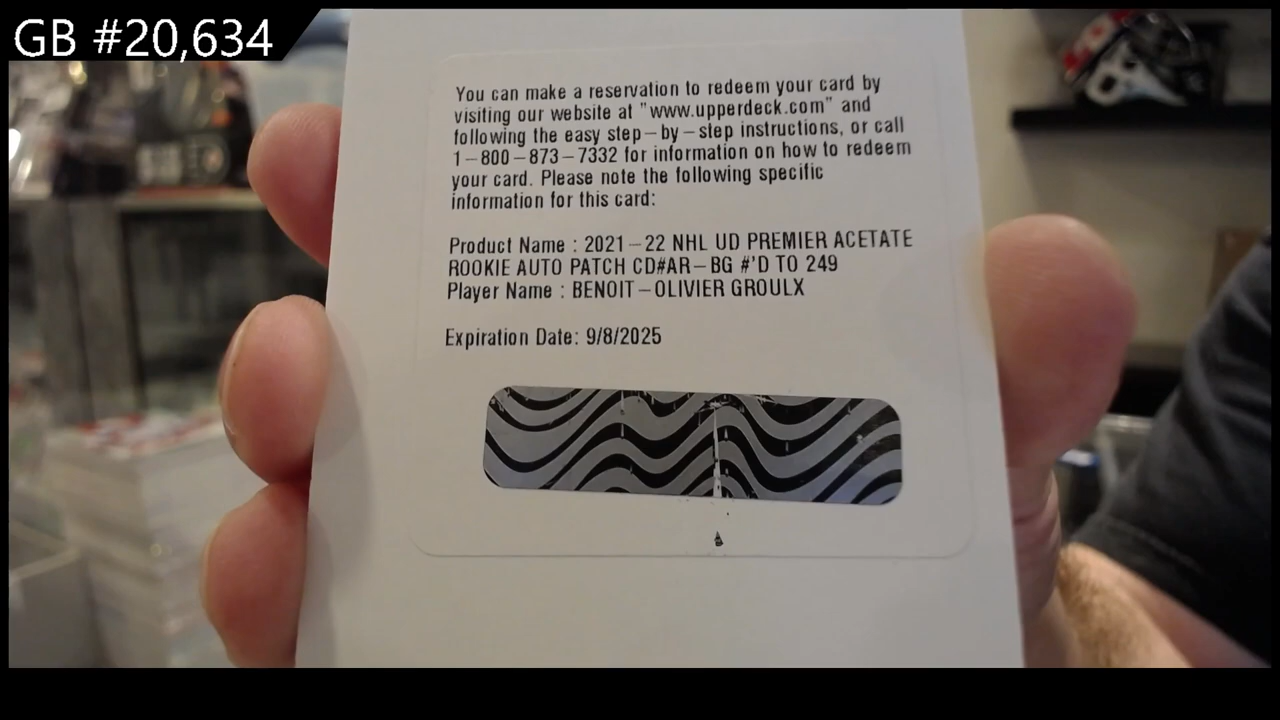 GB #20,634
You can make a reservation to redeem your card by
visiting our website at "www.upperdeck.com" and
following the easy step-by-step instructions, or call
1-800-873-7332 for information on how to redeem
your card. Please note the following specific
information for this card:
Product Name : 2021-22 NHL UD PREMIER ACETATE
ROOKIE AUTO PATCH CD#AR-BG #'D TO 249
Player Name : BENOIT-OLIVIER GROULX
Expiration Date: 9/8/2025